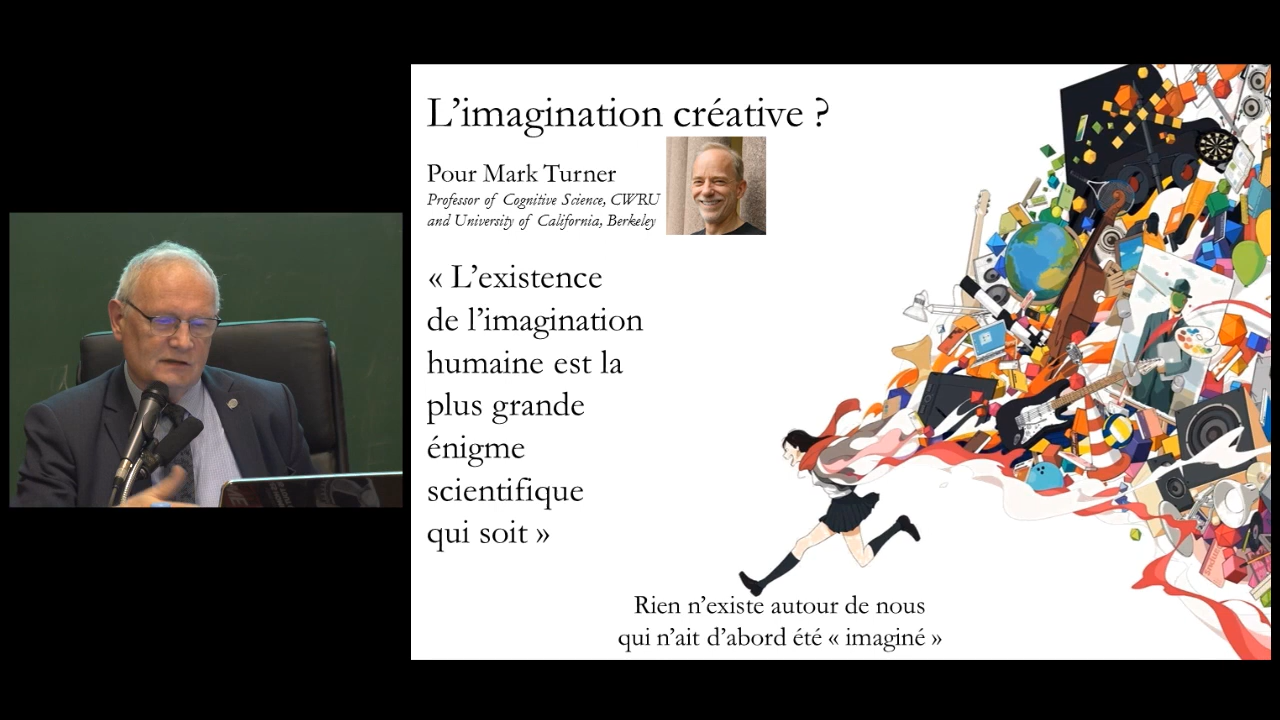 L'imagination créative ?
Pour Mark Turner
Professor of Cognitive Science, CWRU
and University of California, Berkeley
« L'existence
de l'imagination
humaine est la
plus grande
énigme
scientifique
qui soit »
Rien n'existe autour de nous
qui n'ait d'abord été « imaginé »